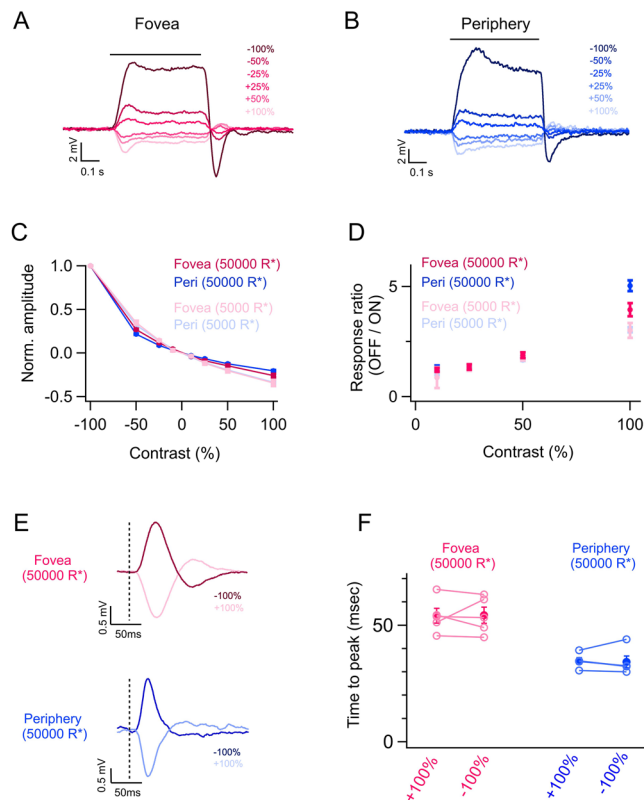 A
Fovea
-100%
-50%
-25%
+25%
+50%
+100%
2 mV
0.1 s
B
Periphery
-100%
-50%
-25%
+25%
+50%
+100%
2 mV
0.1 s
C
Fovea (50000 R*)
Peri (50000 R*)
Fovea (5000 R*)
Peri (5000 R*)
Norm. amplitude
1.0
0.5
0.0
-0.5
-100
-50
0
50
100
Contrast (%)
D
Fovea (50000 R*)
Peri (50000 R*)
Fovea (5000 R*)
Peri (5000 R*)
Response ratio
(OFF / ON)
5
0
0
50
100
Contrast (%)
E
Fovea
(50000 R*)
-100%
+100%
0.5 mV
50ms
Periphery
(50000 R*)
-100%
+100%
0.5 mV
50ms
F
Fovea
(50000 R*)
Periphery
(50000 R*)
Time to peak (msec)
50
0
+100%
-100%
+100%
-100%